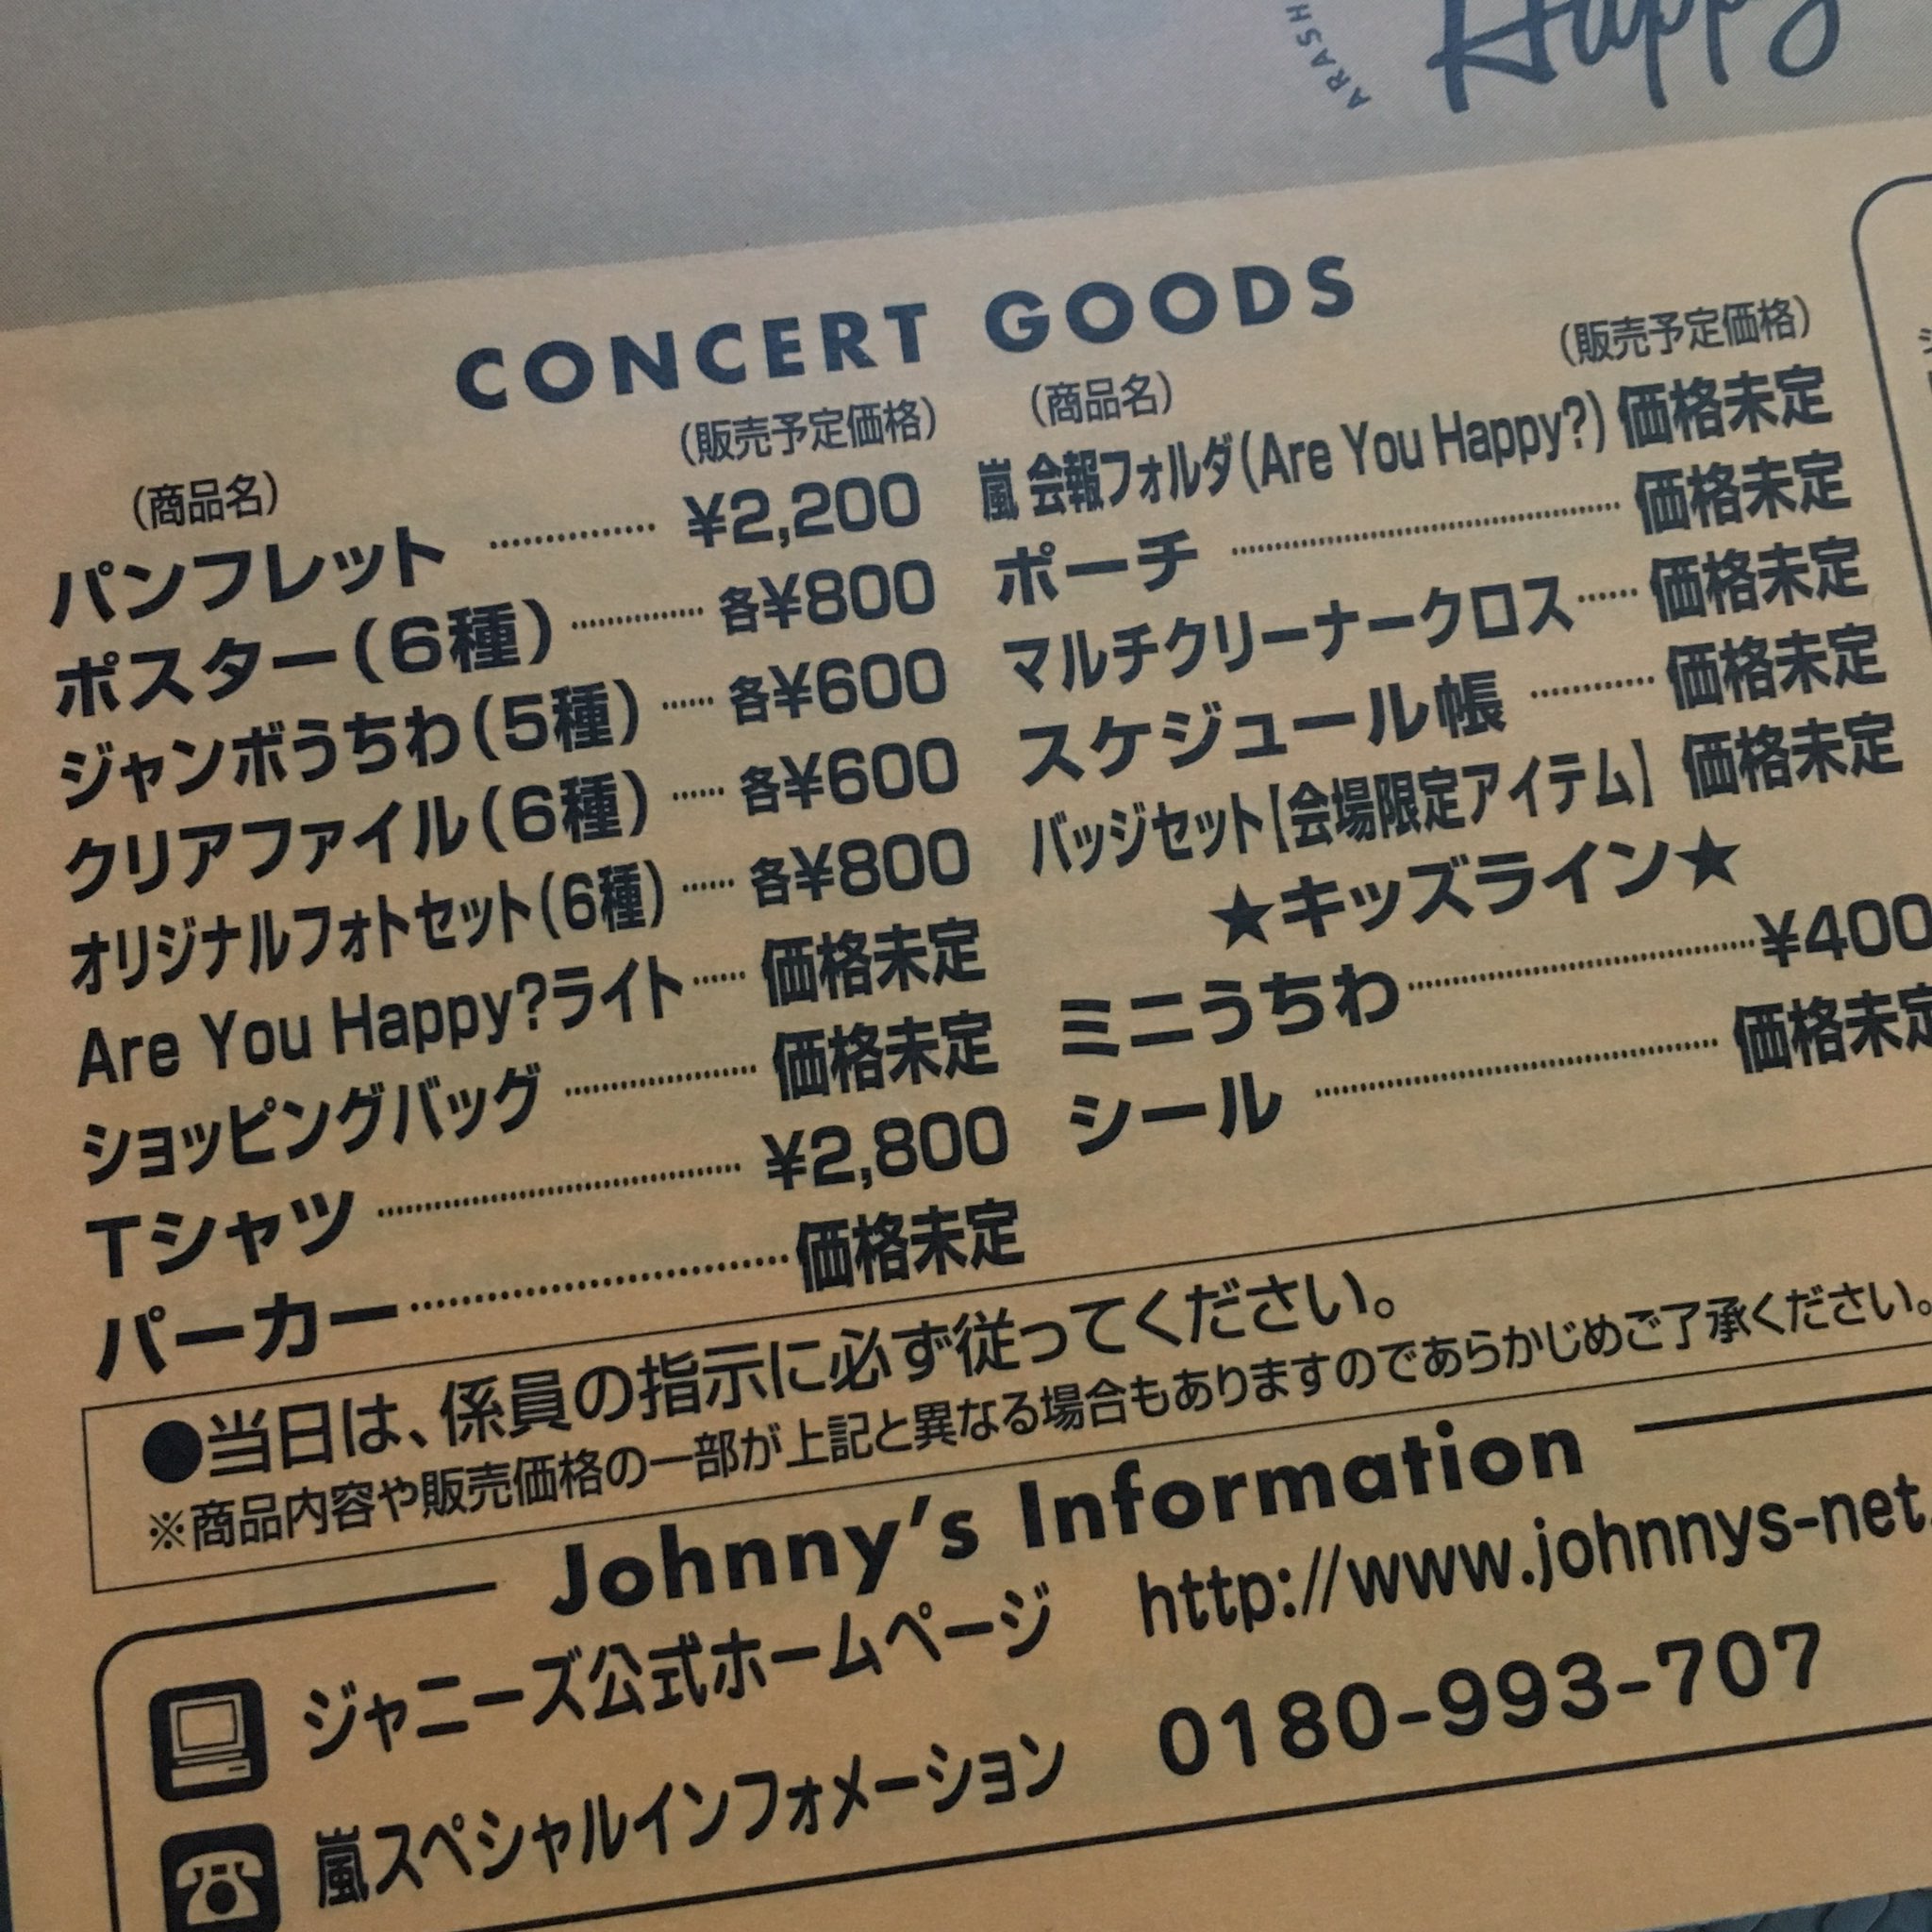 ARASH
Happy
CONCERT GOODS
(商品名) (販売予定価格)
パンフレット ………… ¥2,200
ポスター(6種) ………… 各¥800
ジャンボうちわ(5種) …… 各¥600
クリアファイル(6種) …… 各¥600
オリジナルフォトセット(6種) …… 各¥800
Are You Happy?ライト …… 価格未定
ショッピングバッグ ………… 価格未定
Tシャツ ………… ¥2,800
パーカー ………… 価格未定
(商品名) (販売予定価格)
嵐 会報フォルダ(Are You Happy?) 価格未定
ポーチ ………… 価格未定
マルチクリーナークロス …… 価格未定
スケジュール帳 ………… 価格未定
バッジセット【会場限定アイテム】 価格未定
★キッズライン★
ミニうちわ ………… ¥400
シール ………… 価格未定
●当日は、係員の指示に必ず従ってください。
※商品内容や販売価格の一部が上記と異なる場合もありますのであらかじめご了承ください。
Johnny's Information
ジャニーズ公式ホームページ http://www.johnnys-net.
嵐スペシャルインフォメーション 0180-993-707